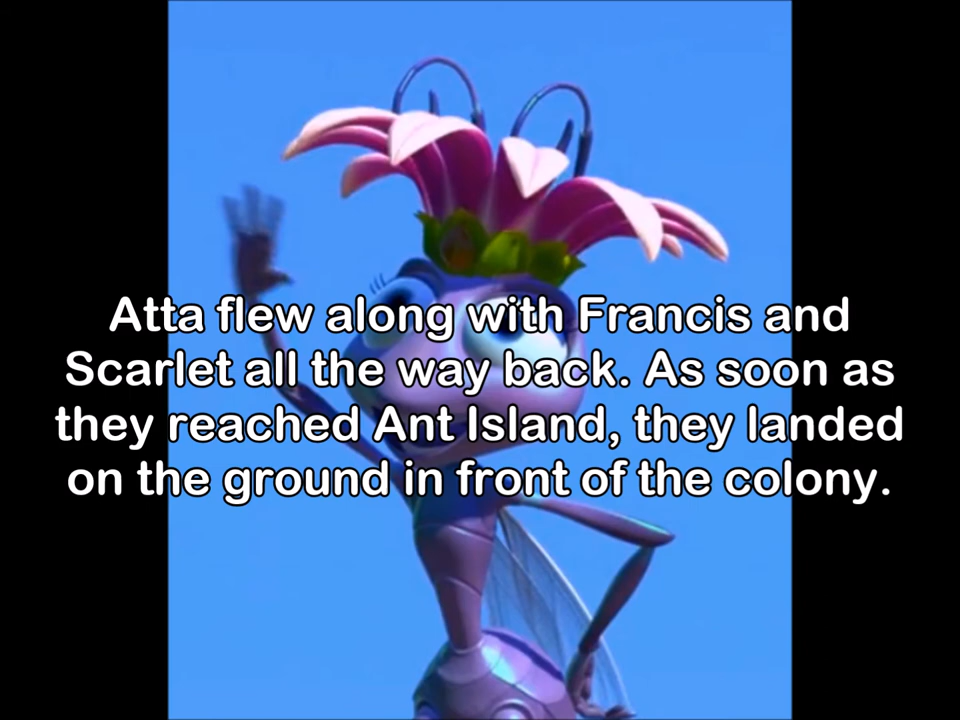 Atta flew along with Francis and
Scarlet all the way back. As soon as
they reached Ant Island, they landed
on the ground in front of the colony.